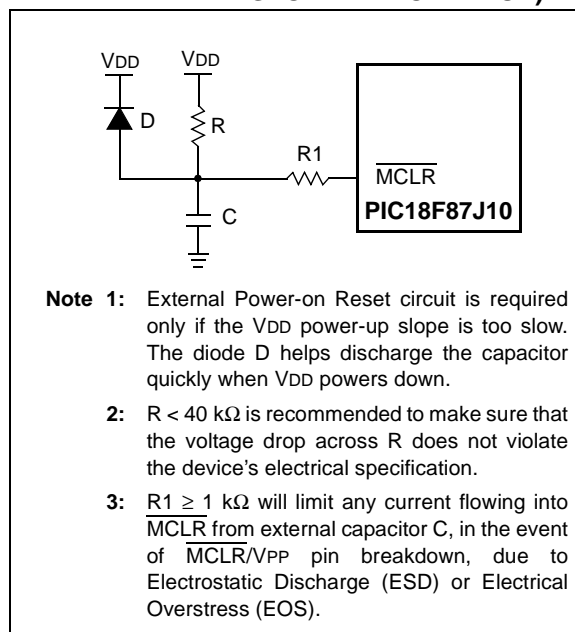 VDD VDD
D
R
R1
MCLR
PIC18F87J10
C
Note 1: External Power-on Reset circuit is required
only if the VDD power-up slope is too slow.
The diode D helps discharge the capacitor
quickly when VDD powers down.
2: R < 40 kΩ is recommended to make sure that
the voltage drop across R does not violate
the device's electrical specification.
3: R1 ≥ 1 kΩ will limit any current flowing into
MCLR from external capacitor C, in the event
of MCLR/VPP pin breakdown, due to
Electrostatic Discharge (ESD) or Electrical
Overstress (EOS).